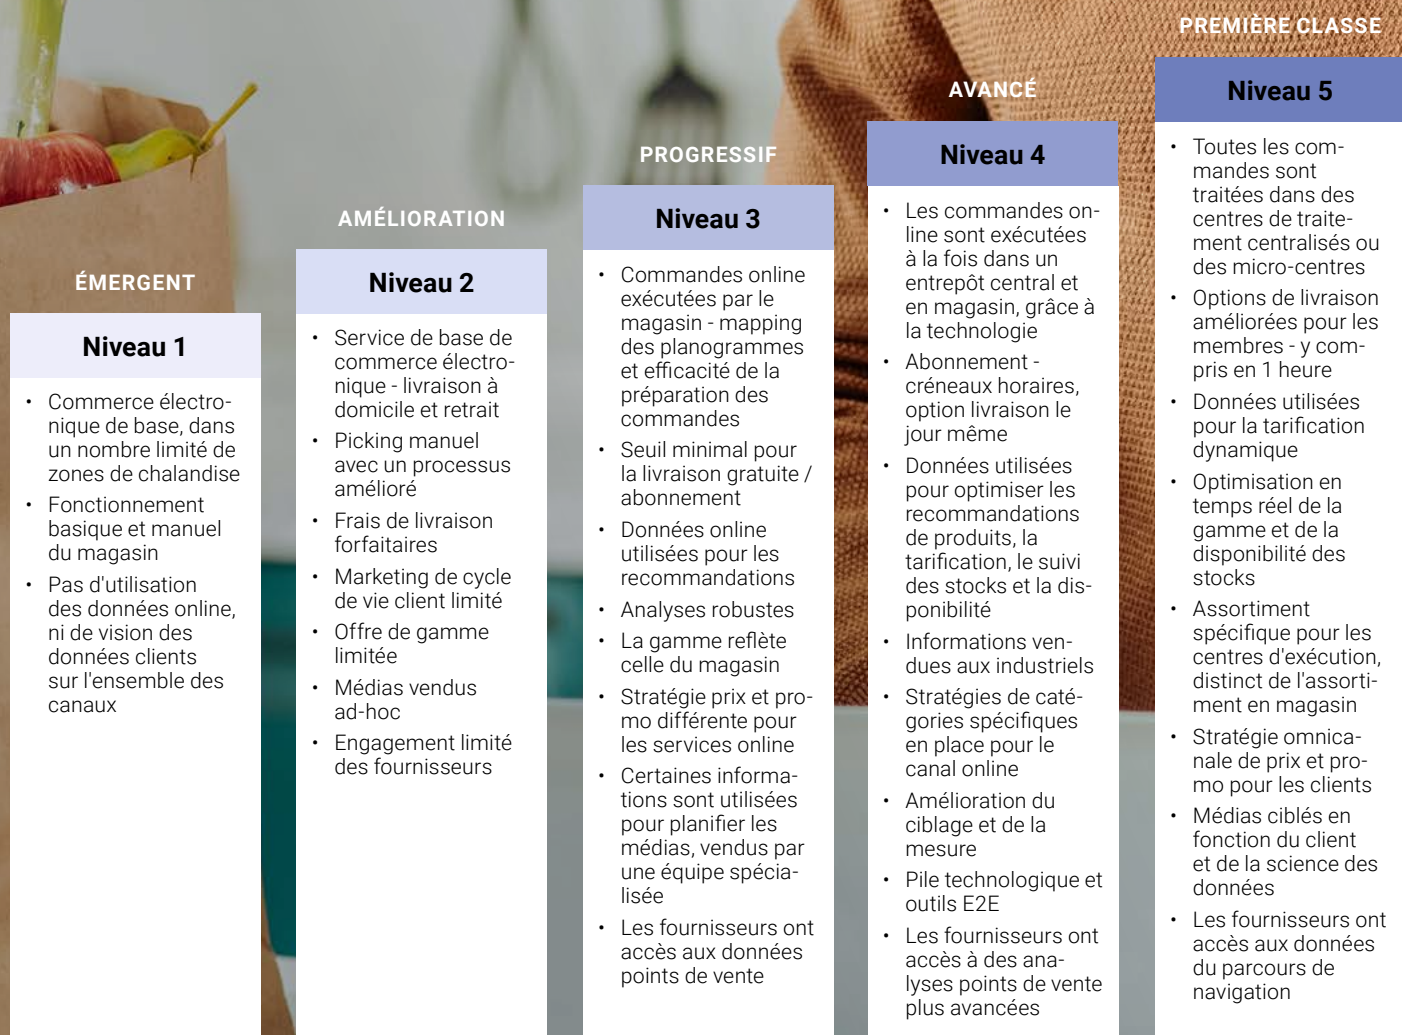 ÉMERGENT
Niveau 1
• Commerce électro-
nique de base, dans
un nombre limité de
zones de chalandise
• Fonctionnement
basique et manuel
du magasin
• Pas d'utilisation
des données online,
ni de vision des
données clients
sur l'ensemble des
canaux
AMÉLIORATION
Niveau 2
• Service de base de
commerce électro-
nique - livraison à
domicile et retrait
• Picking manuel
avec un processus
amélioré
• Frais de livraison
forfaitaires
• Marketing de cycle
de vie client limité
• Offre de gamme
limitée
• Médias vendus
ad-hoc
• Engagement limité
des fournisseurs
PROGRESSIF
Niveau 3
• Commandes online
exécutées par le
magasin - mapping
des planogrammes
et efficacité de la
préparation des
commandes
• Seuil minimal pour
la livraison gratuite /
abonnement
• Données online
utilisées pour les
recommandations
• Analyses robustes
• La gamme reflète
celle du magasin
• Stratégie prix et pro-
mo différente pour
les services online
• Certaines informa-
tions sont utilisées
pour planifier les
médias, vendus par
une équipe spécia-
lisée
• Les fournisseurs ont
accès aux données
points de vente
AVANCÉ
Niveau 4
• Les commandes on-
line sont exécutées
à la fois dans un
entrepôt central et
en magasin, grâce à
la technologie
• Abonnement -
créneaux horaires,
option livraison le
jour même
• Données utilisées
pour optimiser les
recommandations
de produits, la
tarification, le suivi
des stocks et la dis-
ponibilité
• Informations ven-
dues aux industriels
• Stratégies de caté-
gories spécifiques
en place pour le
canal online
• Amélioration du
ciblage et de la
mesure
• Pile technologique et
outils E2E
• Les fournisseurs ont
accès à des ana-
lyses points de vente
plus avancées
PREMIÈRE CLASSE
Niveau 5
• Toutes les com-
mandes sont
traitées dans des
centres de traite-
ment centralisés ou
des micro-centres
• Options de livraison
améliorées pour les
membres - y com-
pris en 1 heure
• Données utilisées
pour la tarification
dynamique
• Optimisation en
temps réel de la
gamme et de la
disponibilité des
stocks
• Assortiment
spécifique pour les
centres d'exécution,
distinct de l'assorti-
ment en magasin
• Stratégie omnica-
nale de prix et pro-
mo pour les clients
• Médias ciblés en
fonction du client
et de la science des
données
• Les fournisseurs ont
accès aux données
du parcours de
navigation